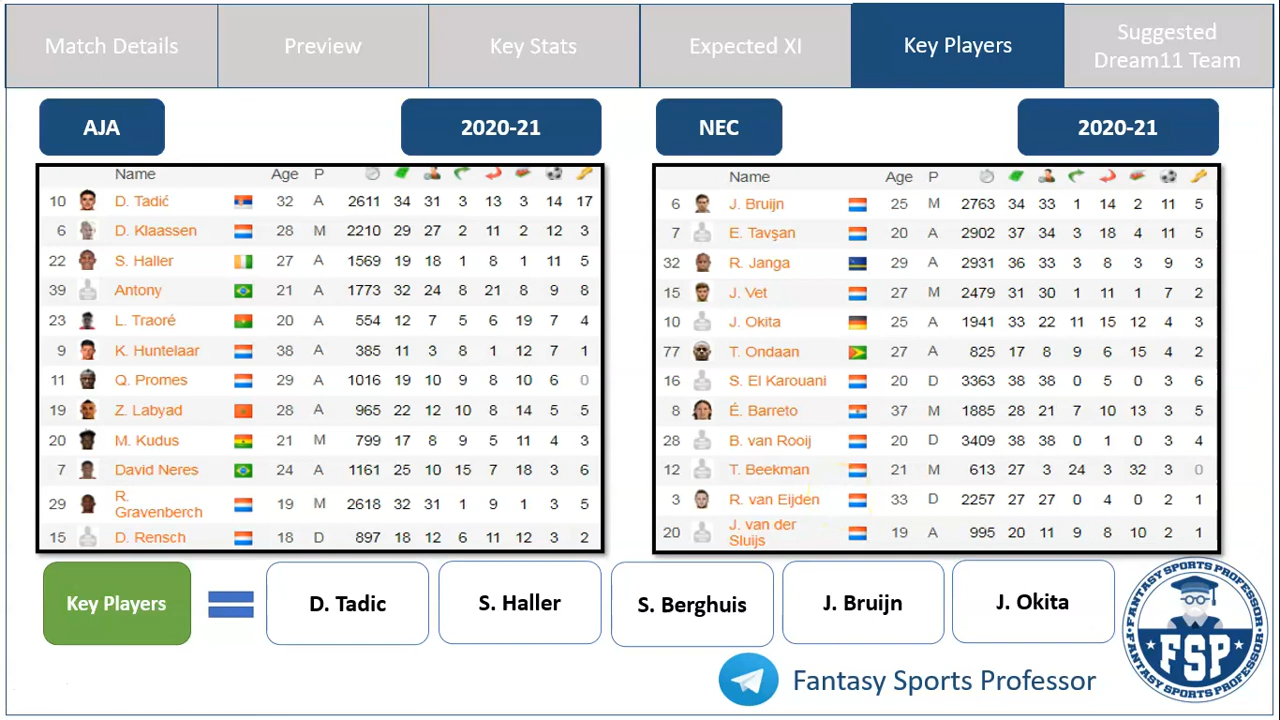 Match Details
Preview
Key Stats
Expected XI
Key Players
Suggested
Dream11 Team
AJA
2020-21
NEC
2020-21
Name Age P
10 D. Tadić 32 A 2611 34 31 3 13 3 14 17
6 D. Klaassen 28 M 2210 29 27 2 11 2 12 3
22 S. Haller 27 A 1569 19 18 1 8 1 11 5
39 Antony 21 A 1773 32 24 8 21 8 9 8
23 L. Traoré 20 A 554 12 7 5 6 19 7 4
9 K. Huntelaar 38 A 385 11 3 8 1 12 7 1
11 Q. Promes 29 A 1016 19 10 9 8 10 6 0
19 Z. Labyad 28 A 965 22 12 10 8 14 5 5
20 M. Kudus 21 M 799 17 8 9 5 11 4 3
7 David Neres 24 A 1161 25 10 15 7 18 3 6
29 R. Gravenberch 19 M 2618 32 31 1 9 1 3 5
15 D. Rensch 18 D 897 18 12 6 11 12 3 2
Name Age P
6 J. Bruijn 25 M 2763 34 33 1 14 2 11 5
7 E. Tavşan 20 A 2902 37 34 3 18 4 11 5
32 R. Janga 29 A 2931 36 33 3 8 3 9 3
15 J. Vet 27 M 2479 31 30 1 11 1 7 2
10 J. Okita 25 A 1941 33 22 11 15 12 4 3
77 T. Ondaan 27 A 825 17 8 9 6 15 4 2
16 S. El Karouani 20 D 3363 38 38 0 5 0 3 6
8 É. Barreto 37 M 1885 28 21 7 10 13 3 5
28 B. van Rooij 20 D 3409 38 38 0 1 0 3 4
12 T. Beekman 21 M 613 27 3 24 3 32 3 0
3 R. van Eijden 33 D 2257 27 27 0 4 0 2 1
20 J. van der Sluijs 19 A 995 20 11 9 8 10 2 1
Key Players
D. Tadic
S. Haller
S. Berghuis
J. Bruijn
J. Okita
Fantasy Sports Professor
FANTASY SPORTS PROFESSOR
FSP
FANTASY SPORTS PROFESSOR